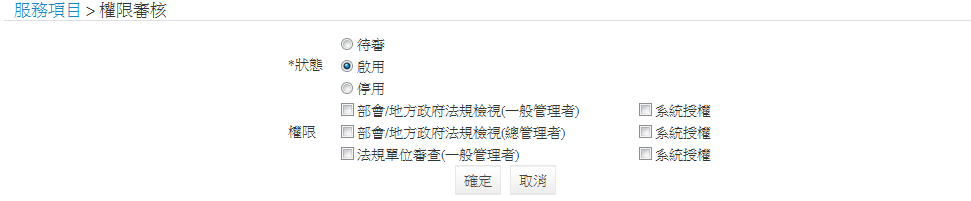 服務項目 > 權限審核
待審
*狀態
啟用
停用
部會/地方政府法規檢視(一般管理者) 系統授權
權限
部會/地方政府法規檢視(總管理者) 系統授權
法規單位審查(一般管理者) 系統授權
確定 取消